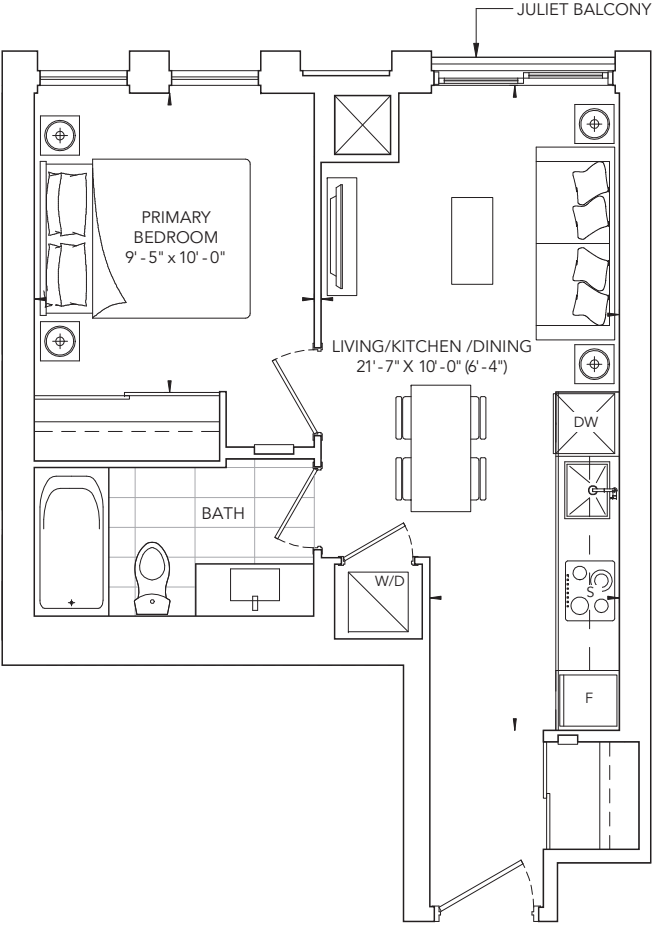 JULIET BALCONY
PRIMARY
BEDROOM
9'-5" x 10'-0"
LIVING/KITCHEN /DINING
21'-7" X 10'-0" (6'-4")
DW
BATH
W/D
S
F